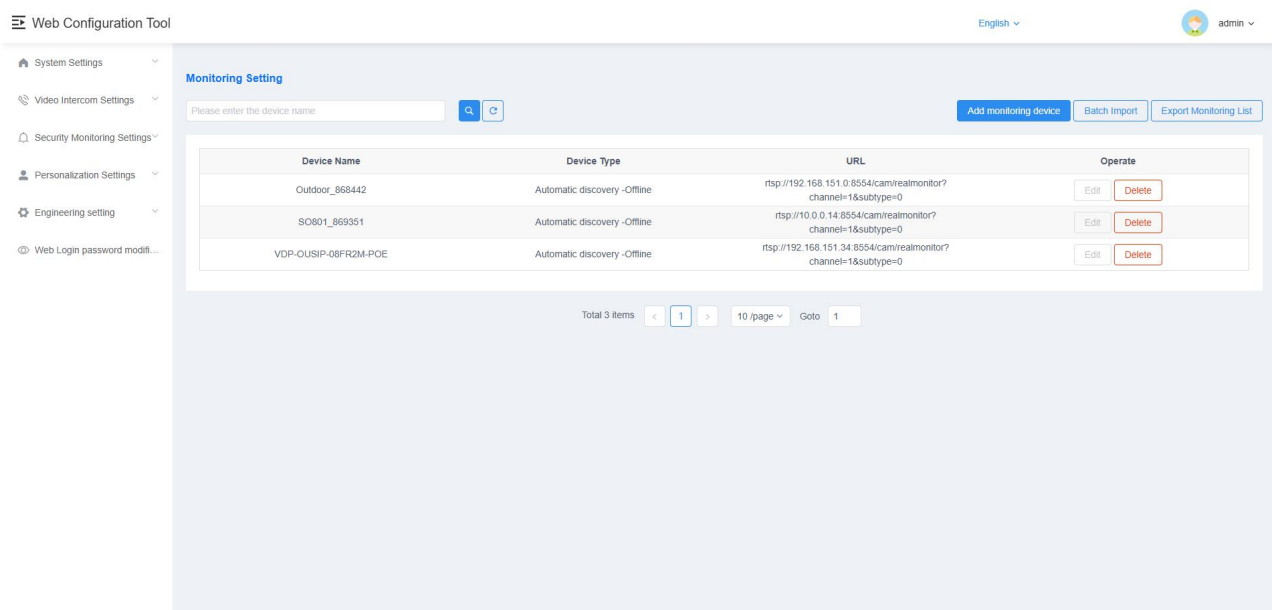 Web Configuration Tool
English
admin
System Settings
Video Intercom Settings
Security Monitoring Settings
Personalization Settings
Engineering setting
Web Login password modifi...
Monitoring Setting
Please enter the device name
Add monitoring device
Batch Import
Export Monitoring List
Device Name Device Type URL Operate
Outdoor_868442 Automatic discovery -Offline rtsp://192.168.151.0:8554/cam/realmonitor?
channel=1&subtype=0 Edit Delete
SO801_869351 Automatic discovery -Offline rtsp://10.0.0.14:8554/cam/realmonitor?
channel=1&subtype=0 Edit Delete
VDP-OUSIP-08FR2M-POE Automatic discovery -Offline rtsp://192.168.151.34:8554/cam/realmonitor?
channel=1&subtype=0 Edit Delete
Total 3 items < 1 > 10 /page Goto 1